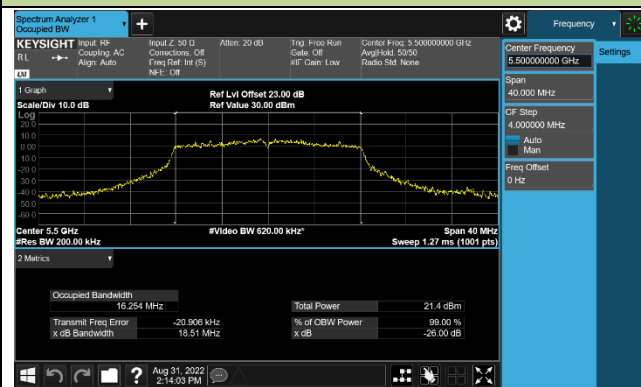 Spectrum Analyzer 1
Occupied BW
+
Frequency
KEYSIGHT
RL
LXI
Input: RF
Coupling: AC
Align: Auto
Input Z: 50 Ω
Corrections: Off
Freq Ref: Int (S)
NFE: Off
Atten: 20 dB
Trig: Free Run
Gate: Off
#IF Gain: Low
Center Freq: 5.500000000 GHz
Avg|Hold: 50/50
Radio Std: None
Center Frequency
5.500000000 GHz
Settings
Span
40.000 MHz
CF Step
4.000000 MHz
Auto
Man
Freq Offset
0 Hz
1 Graph
Scale/Div 10.0 dB
Ref Lvl Offset 23.00 dB
Ref Value 30.00 dBm
Log
20.0
10.0
0.00
-10.0
-20.0
-30.0
-40.0
-50.0
-60.0
Center 5.5 GHz
#Res BW 200.00 kHz
#Video BW 620.00 kHz*
Span 40 MHz
Sweep 1.27 ms (1001 pts)
2 Metrics
Occupied Bandwidth
16.254 MHz
Total Power 21.4 dBm
Transmit Freq Error -20.906 kHz
% of OBW Power 99.00 %
x dB Bandwidth 18.51 MHz
x dB -26.00 dB
?
Aug 31, 2022
2:14:03 PM